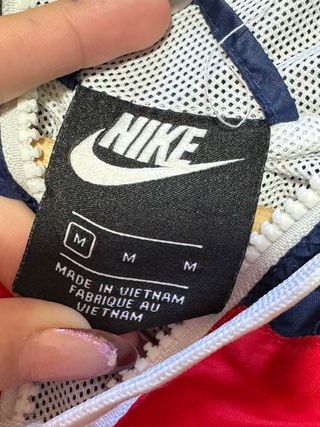 NIKE
M M M
MADE IN VIETNAM
FABRIQUE AU
VIETNAM